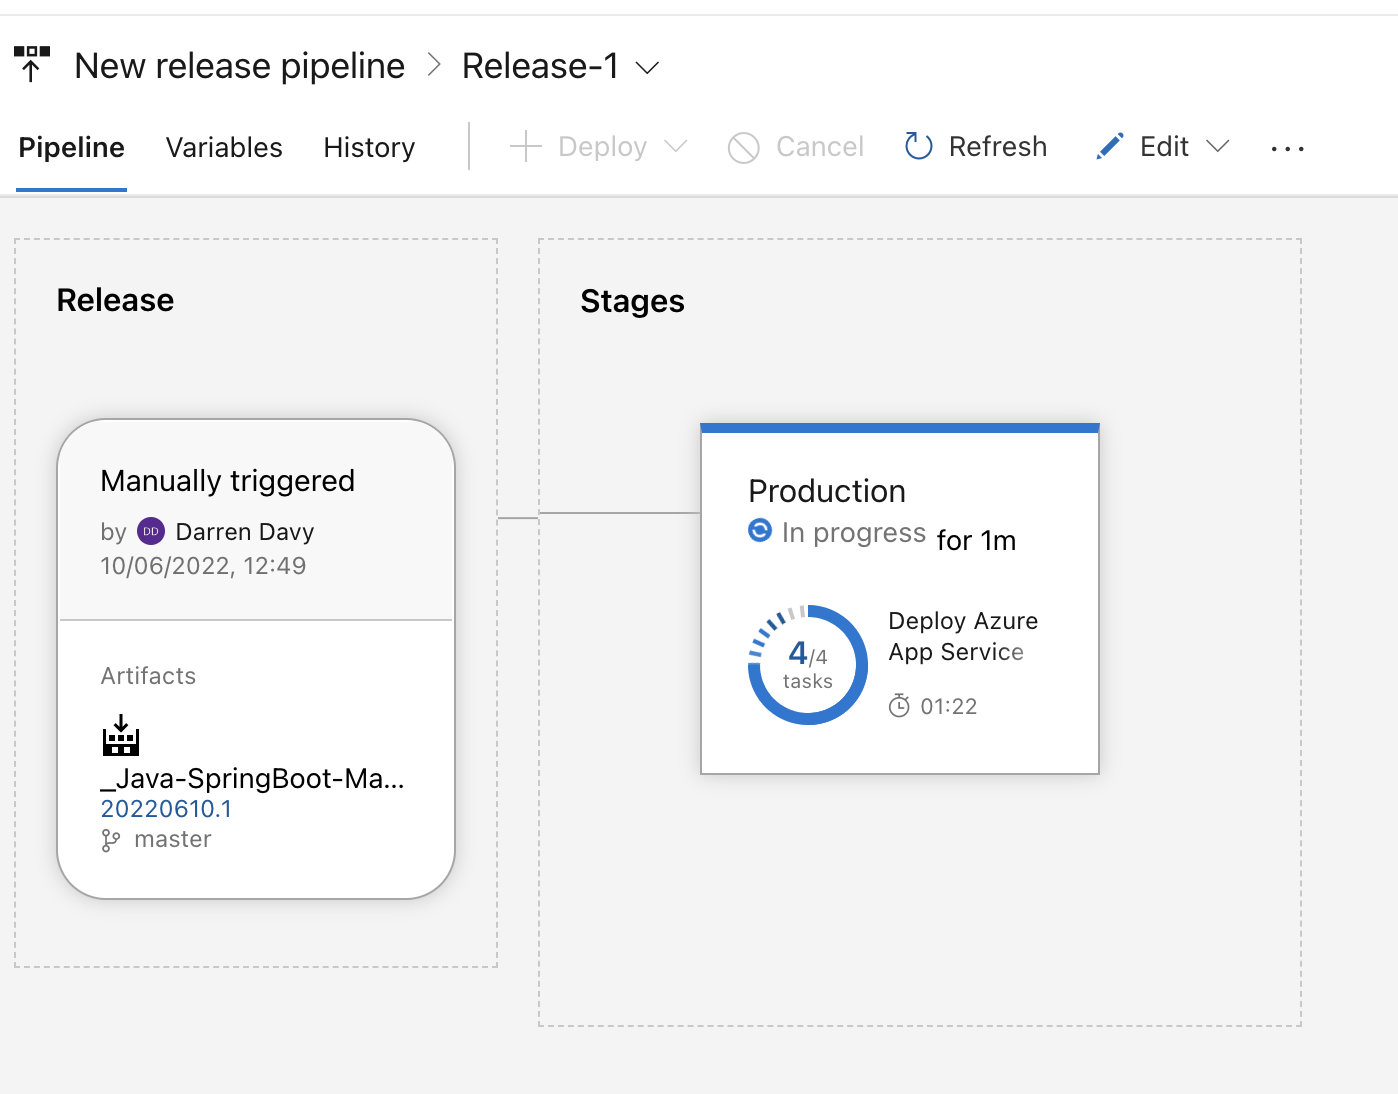 New release pipeline > Release-1
Pipeline Variables History Deploy Cancel Refresh Edit ...
Release
Manually triggered
by DD Darren Davy
10/06/2022, 12:49
Artifacts
_Java-SpringBoot-Ma...
20220610.1
master
Stages
Production
In progress for 1m
4/4
tasks
Deploy Azure
App Service
01:22